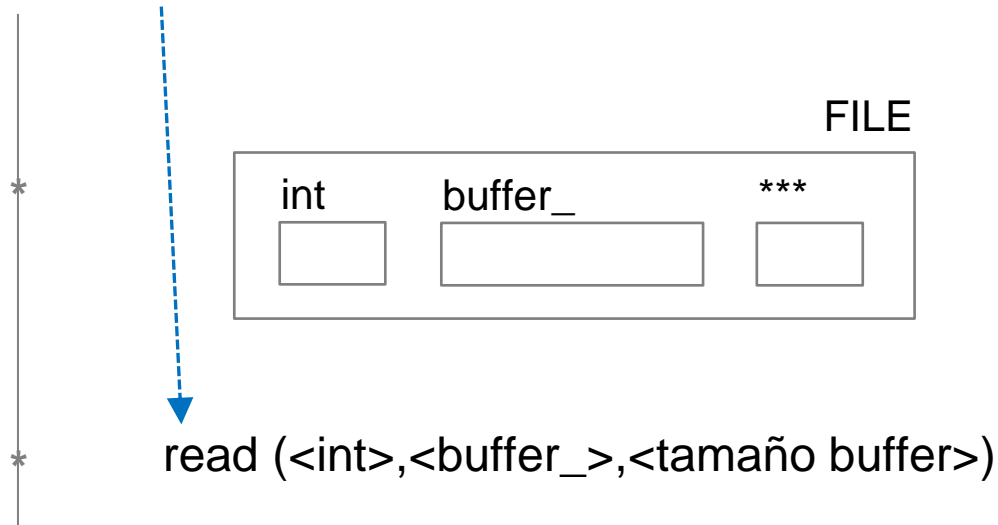 FILE
* int buffer_ ***
* read (<int>,<buffer_>,<tamaño buffer>)